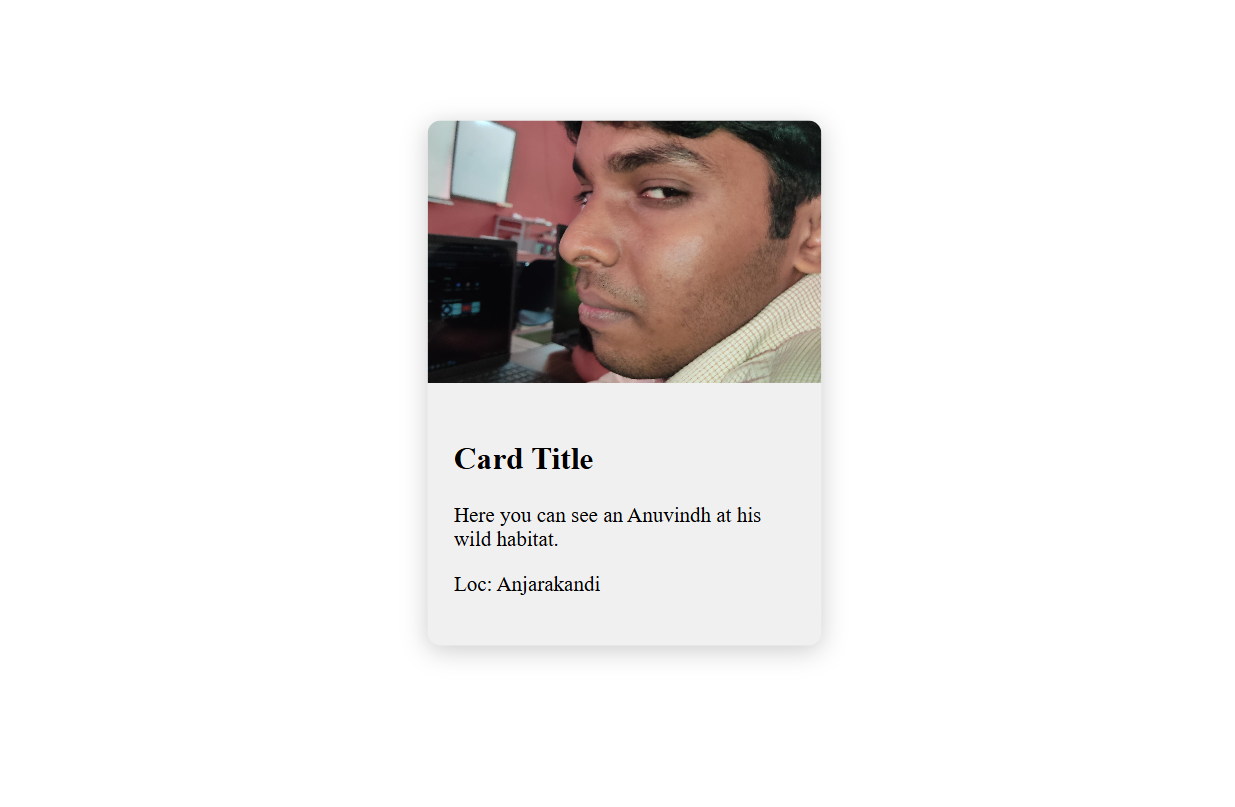 Card Title
Here you can see an Anuvindh at his
wild habitat.
Loc: Anjarakandi